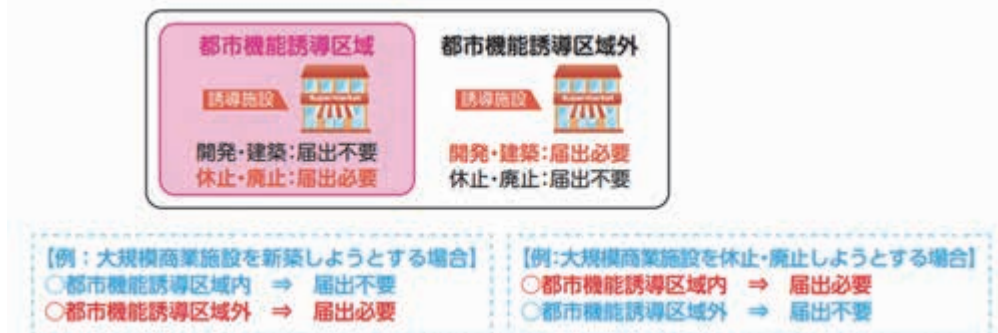 都市機能誘導区域
誘導施設
Supermarket
開発・建築:届出不要
休止・廃止:届出必要
都市機能誘導区域外
誘導施設
Supermarket
開発・建築:届出必要
休止・廃止:届出不要
【例:大規模商業施設を新築しようとする場合】
○都市機能誘導区域内 ⇒ 届出不要
○都市機能誘導区域外 ⇒ 届出必要
【例:大規模商業施設を休止・廃止しようとする場合】
○都市機能誘導区域内 ⇒ 届出必要
○都市機能誘導区域外 ⇒ 届出不要